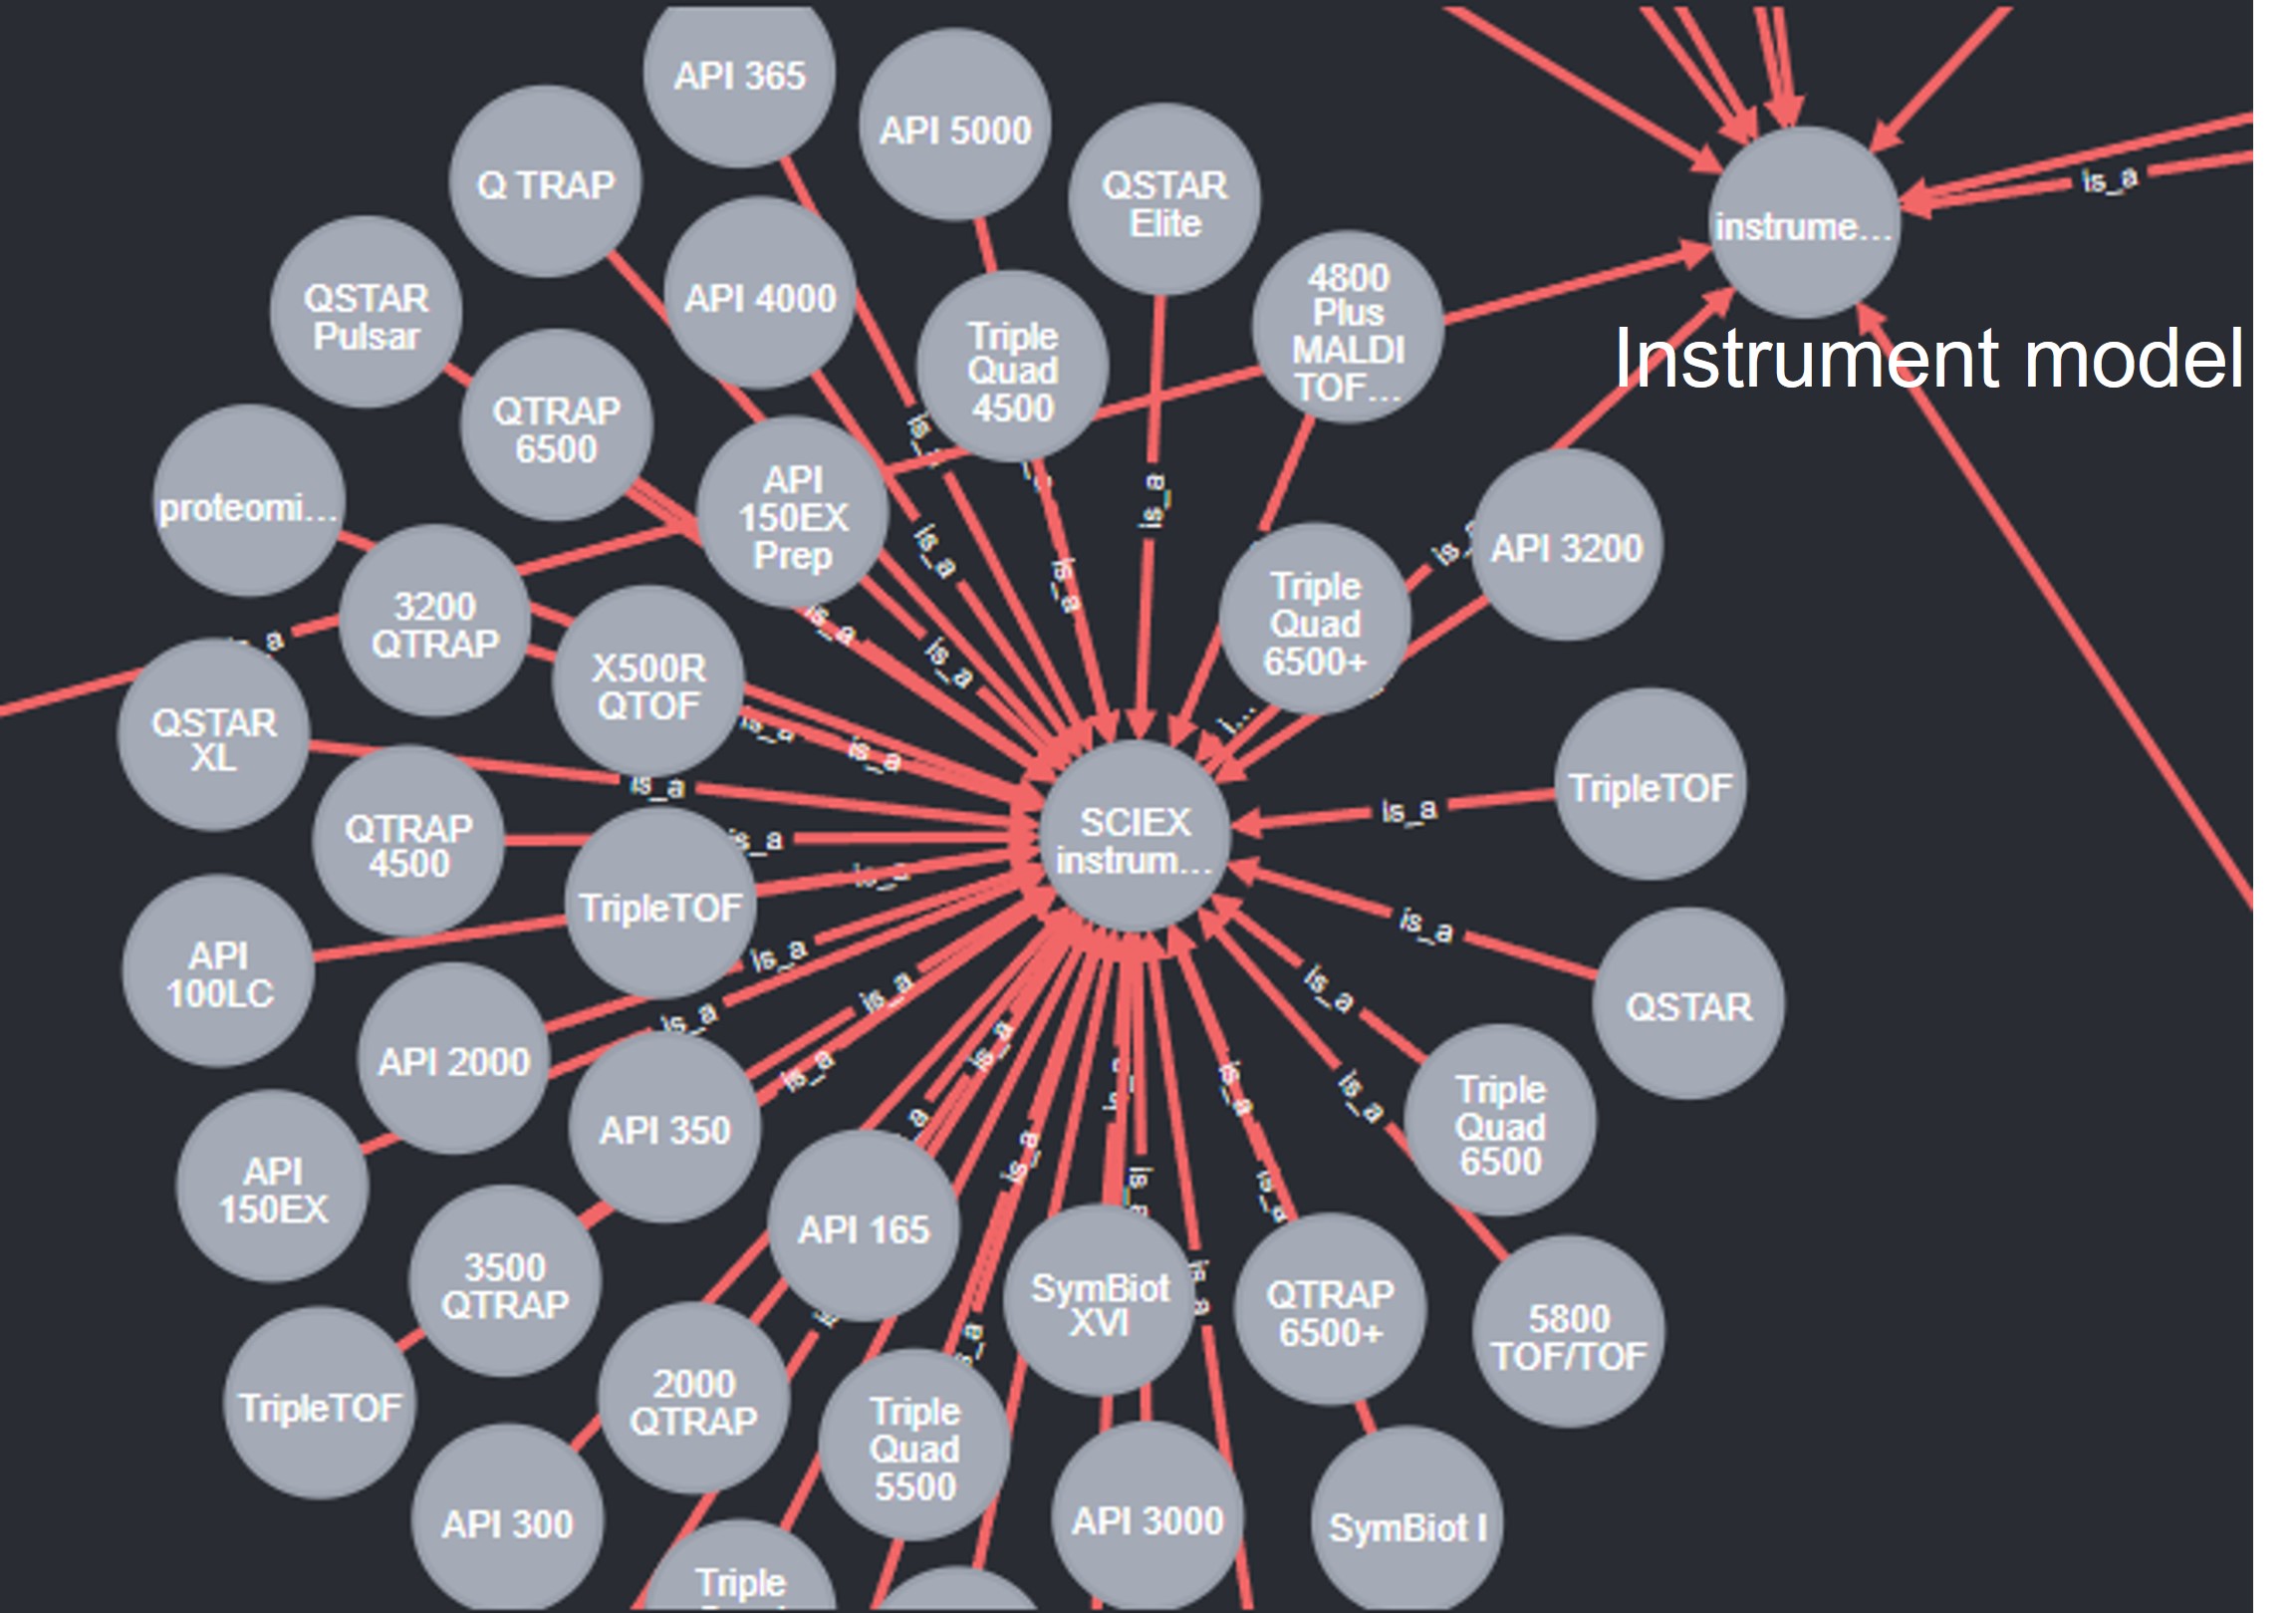 API 365
API 5000
Q TRAP
QSTAR
Elite
instrume...
is_a
4800
Plus
MALDI
TOF...
QSTAR
Pulsar
API 4000
Triple
Quad
4500
Instrument model
QTRAP
6500
API
150EX
Prep
is_a
proteomi...
API 3200
is_a
is_a
3200
QTRAP
Triple
Quad
6500+
is_a
is_a
X500R
QTOF
QSTAR
XL
is_a
is_a
is_a
TripleTOF
is_a
SCIEX
instrum...
QTRAP
4500
is_a
TripleTOF
is_a
is_a
API
100LC
is_a
QSTAR
API 2000
is_a
is_a
is_a
is_a
is_a
API 350
is_a
is_a
Triple
Quad
6500
API
150EX
is_a
is_a
API 165
3500
QTRAP
SymBiot
XVI
is_a
QTRAP
6500+
5800
TOF/TOF
TripleTOF
2000
QTRAP
Triple
Quad
5500
API 300
API 3000
SymBiot I
Triple